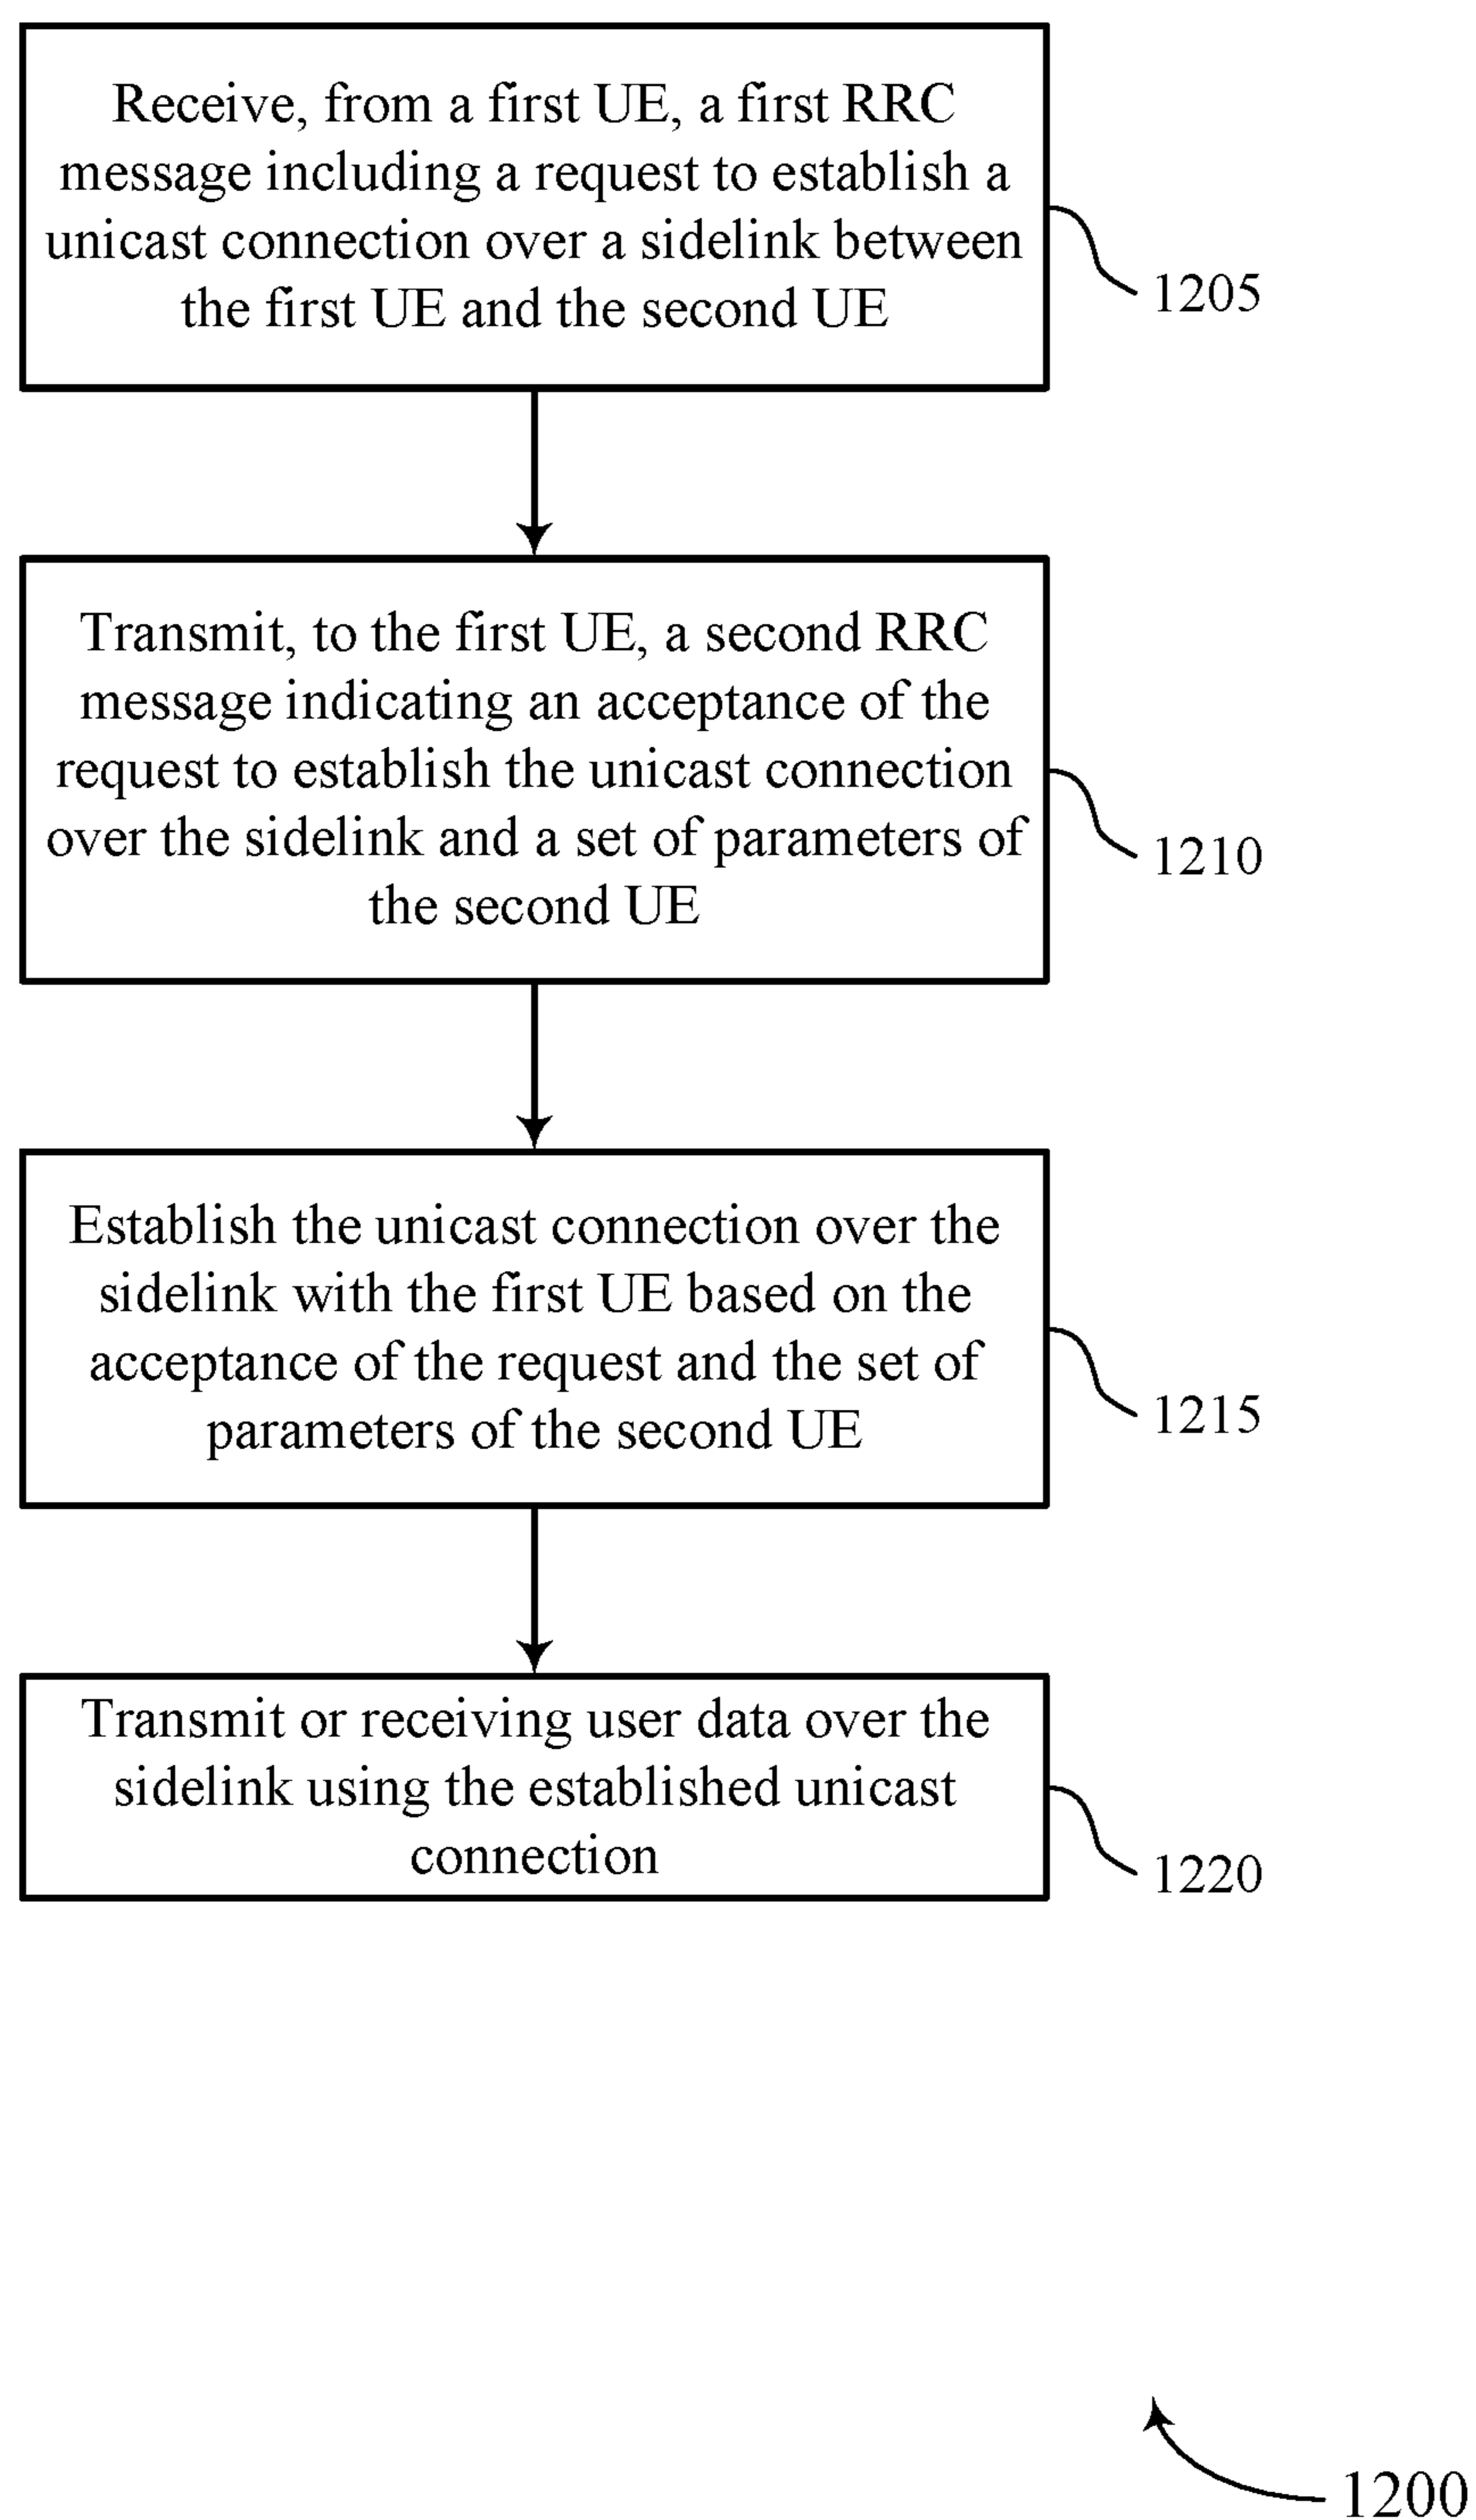 Receive, from a first UE, a first RRC
message including a request to establish a
unicast connection over a sidelink between
the first UE and the second UE
1205
Transmit, to the first UE, a second RRC
message indicating an acceptance of the
request to establish the unicast connection
over the sidelink and a set of parameters of
the second UE
1210
Establish the unicast connection over the
sidelink with the first UE based on the
acceptance of the request and the set of
parameters of the second UE
1215
Transmit or receiving user data over the
sidelink using the established unicast
connection
1220
1200